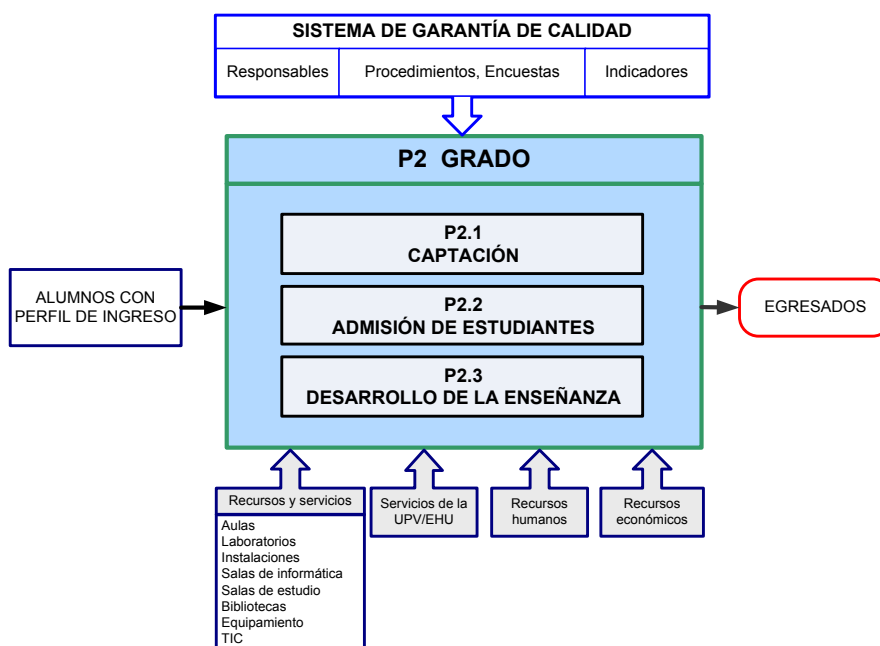 SISTEMA DE GARANTÍA DE CALIDAD
Responsables
Procedimientos, Encuestas
Indicadores
P2 GRADO
P2.1
CAPTACIÓN
ALUMNOS CON
PERFIL DE INGRESO
P2.2
ADMISIÓN DE ESTUDIANTES
EGRESADOS
P2.3
DESARROLLO DE LA ENSEÑANZA
Recursos y servicios
Aulas
Laboratorios
Instalaciones
Salas de informática
Salas de estudio
Bibliotecas
Equipamiento
TIC
Servicios de la
UPV/EHU
Recursos
humanos
Recursos
económicos